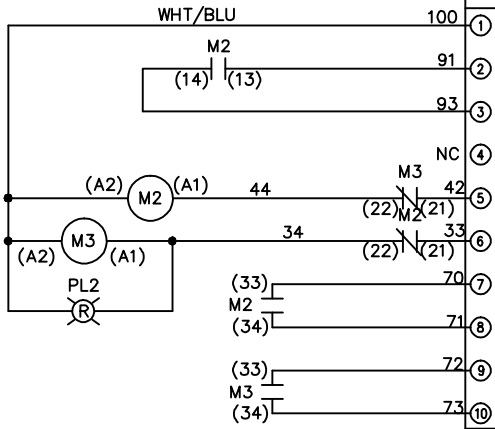 WHT/BLU 100 1
M2
91 2
(14) (13)
93 3
NC 4
M3
(A2) M2 (A1) 44 42 5
(22) (21)
M2
M3 34 33 6
(A2) (A1) (22) (21)
PL2
(33) 70 7
R
M2
(34) 71 8
(33) 72 9
M3
(34) 73 10